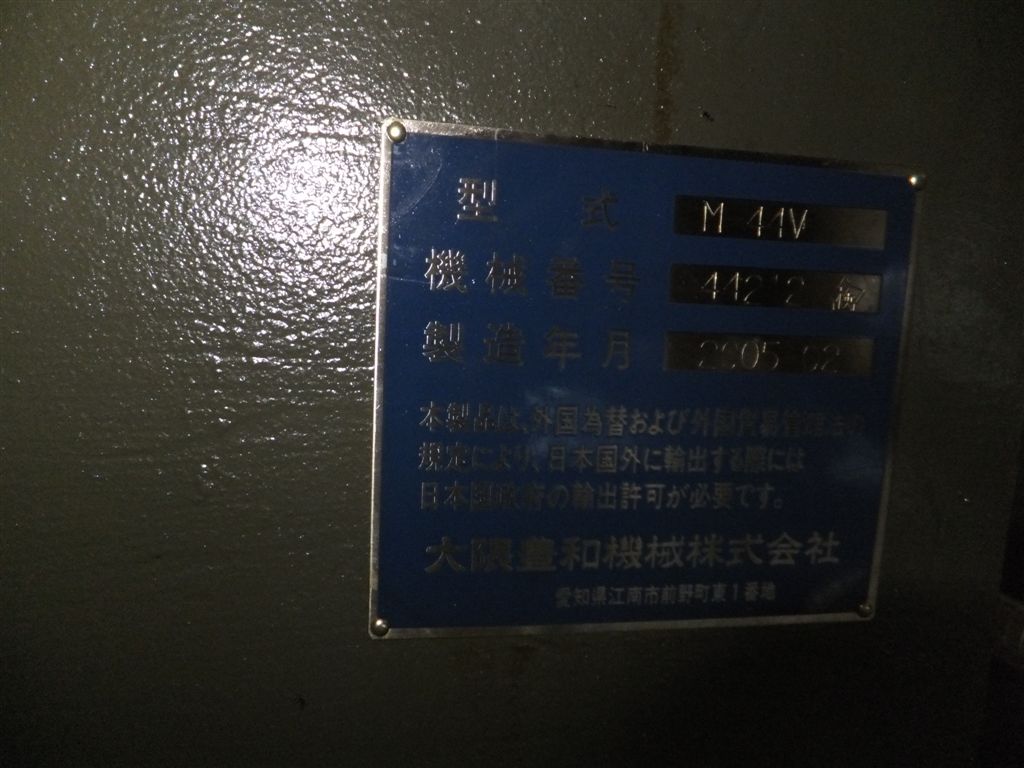 型式 M 44V
機械番号
製造年月 2005 02
本製品は、外国為替および外国貿易管理法の
規定により、日本国外に輸出する際には
日本国政府の輸出許可が必要です。
大隈豊和機械株式会社
愛知県江南市前野町東1番地